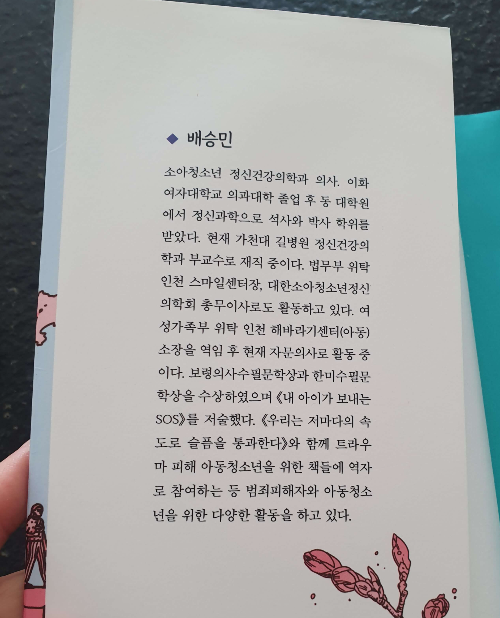 ◆ 배승민
소아청소년 정신건강의학과 의사. 이화
여자대학교 의과대학 졸업 후 동 대학원
에서 정신과학으로 석사와 박사 학위를
받았다. 현재 가천대 길병원 정신건강의
학과 부교수로 재직 중이다. 법무부 위탁
인천 스마일센터장, 대한소아청소년정신
의학회 총무이사로도 활동하고 있다. 여
성가족부 위탁 인천 해바라기센터(아동)
소장을 역임 후 현재 자문의사로 활동 중
이다. 보령의사수필문학상과 한미수필문
학상을 수상하였으며 《내 아이가 보내는
SOS》를 저술했다. 《우리는 저마다의 속
도로 슬픔을 통과한다》와 함께 트라우
마 피해 아동청소년을 위한 책들에 역자
로 참여하는 등 범죄피해자와 아동청소
년을 위한 다양한 활동을 하고 있다.